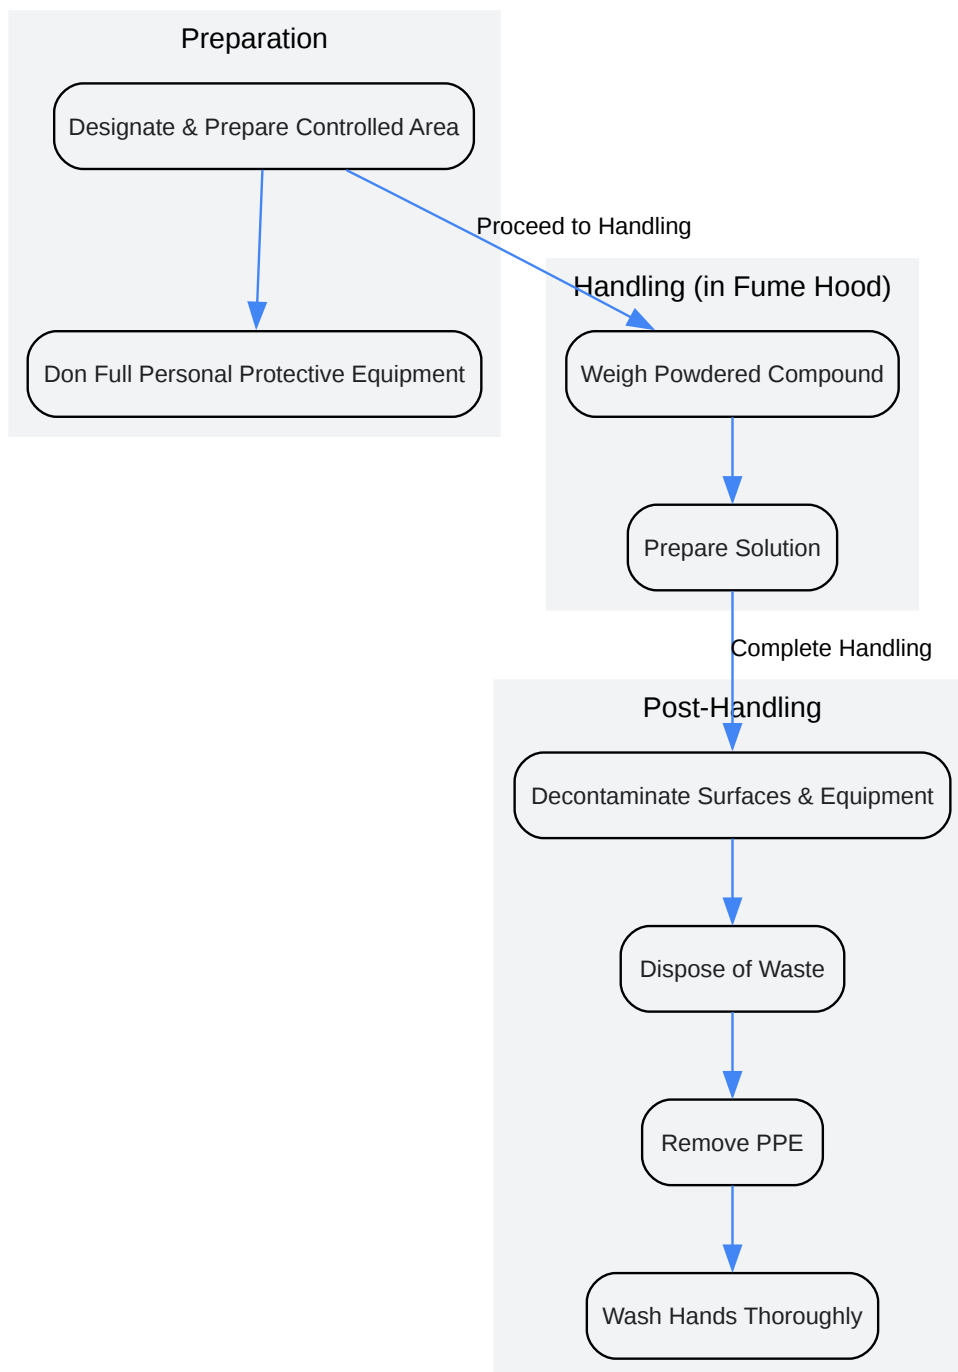 Preparation
Designate & Prepare Controlled Area
Proceed to Handling
Handling (in Fume Hood)
Don Full Personal Protective Equipment
Weigh Powdered Compound
Prepare Solution
Complete Handling
Post-Handling
Decontaminate Surfaces & Equipment
Dispose of Waste
Remove PPE
Wash Hands Thoroughly